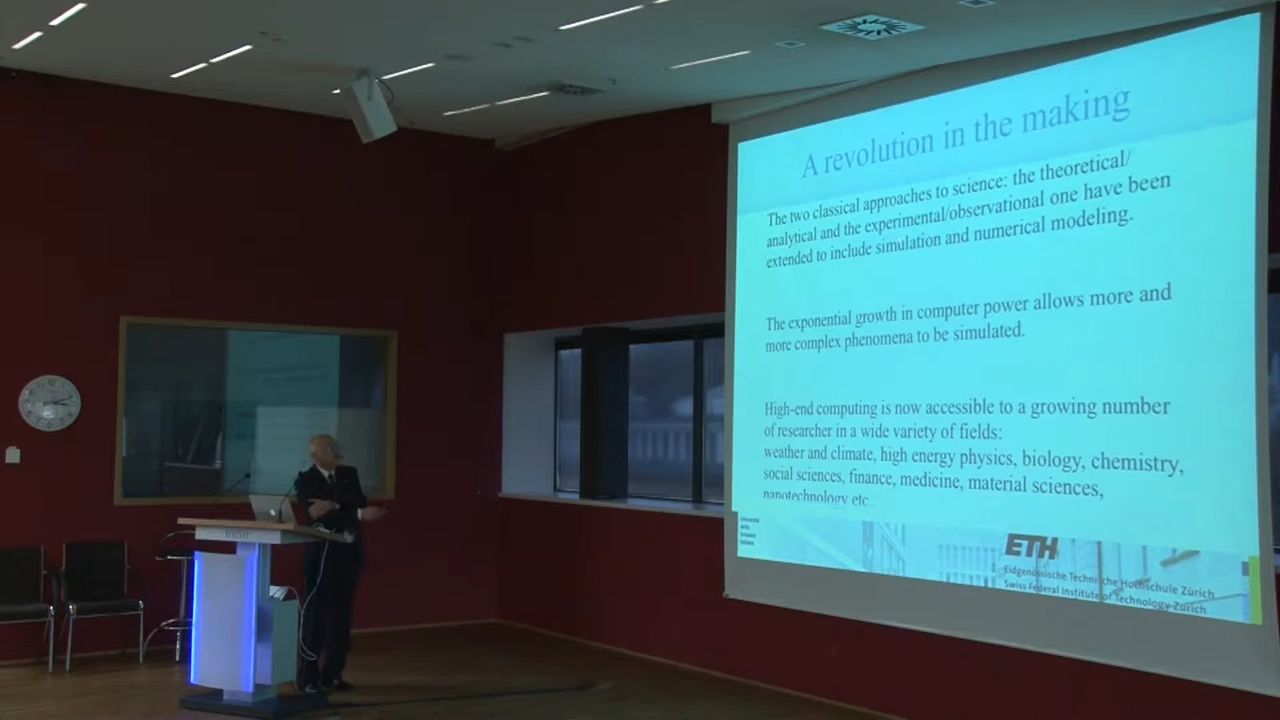 A revolution in the making
The two classical approaches to science: the theoretical/
analytical and the experimental/observational one have been
extended to include simulation and numerical modeling.
The exponential growth in computer power allows more and
more complex phenomena to be simulated.
High-end computing is now accessible to a growing number
of researcher in a wide variety of fields:
weather and climate, high energy physics, biology, chemistry,
social sciences, finance, medicine, material sciences,
nanotechnology etc.
della
Svizzera
italiana
ETH
Eidgenössische Technische Hochschule Zürich
Swiss Federal Institute of Technology Zurich